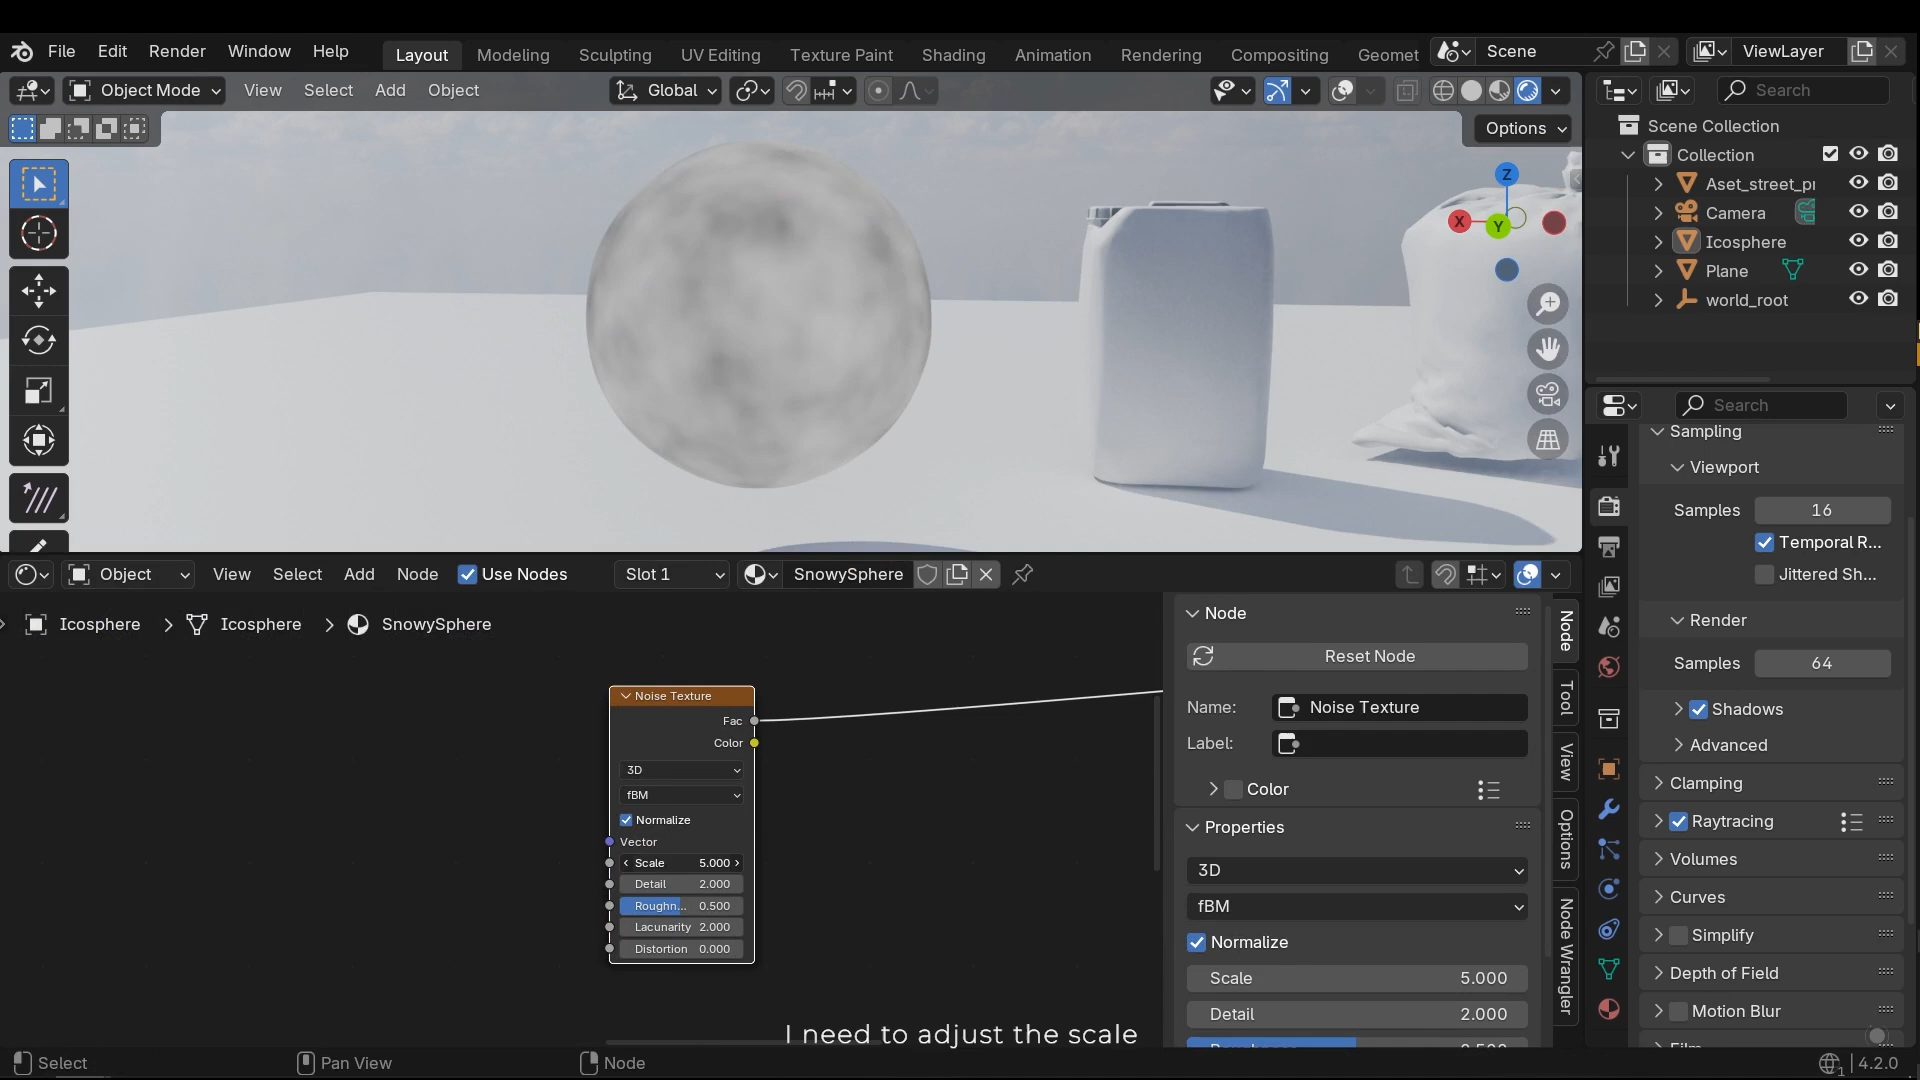 File Edit Render Window Help Layout Modeling Sculpting UV Editing Texture Paint Shading Animation Rendering Compositing Geomet Scene ViewLayer
Object Mode View Select Add Object Global Search
Options
Scene Collection
Collection
Aset_street_pr
Camera
Icosphere
Plane
world_root
Z
X
Y
Search
Sampling
Viewport
Samples 16
Temporal R...
Jittered Sh...
Render
Samples 64
Shadows
Advanced
Clamping
Raytracing
Volumes
Curves
Simplify
Depth of Field
Motion Blur
Object View Select Add Node Use Nodes Slot 1 SnowySphere
Icosphere > Icosphere > SnowySphere
Noise Texture
Fac
Color
3D
fBM
Normalize
Vector
Scale 5.000
Detail 2.000
Roughn... 0.500
Lacunarity 2.000
Distortion 0.000
Node
Reset Node
Name: Noise Texture
Label:
Color
Properties
3D
fBM
Normalize
Scale 5.000
Detail 2.000
Node
Tool
View
Options
Node Wrangler
I need to adjust the scale
Select Pan View Node 1 4.2.0